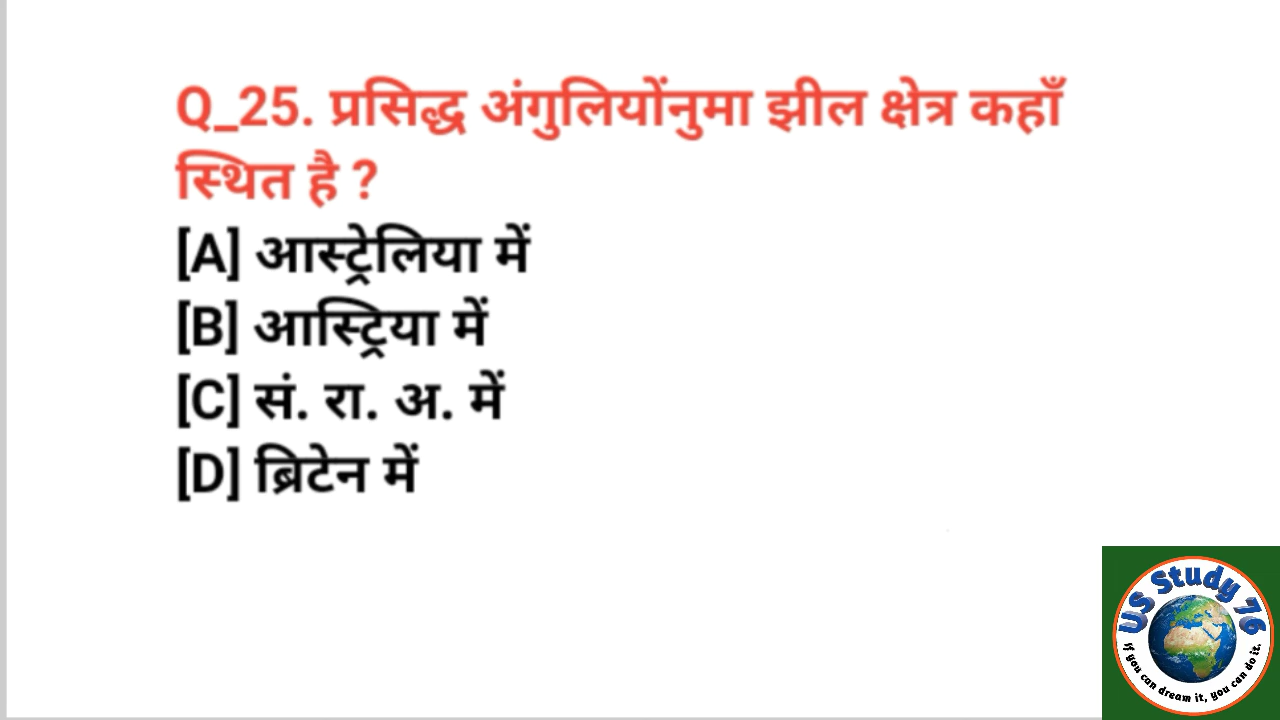 Q_25. प्रसिद्ध अंगुलियोंनुमा झील क्षेत्र कहाँ
स्थित है ?
[A] आस्ट्रेलिया में
[B] आस्ट्रिया में
[C] सं. रा. अ. में
[D] ब्रिटेन में
US Study 76
If you can dream it, you can do it.